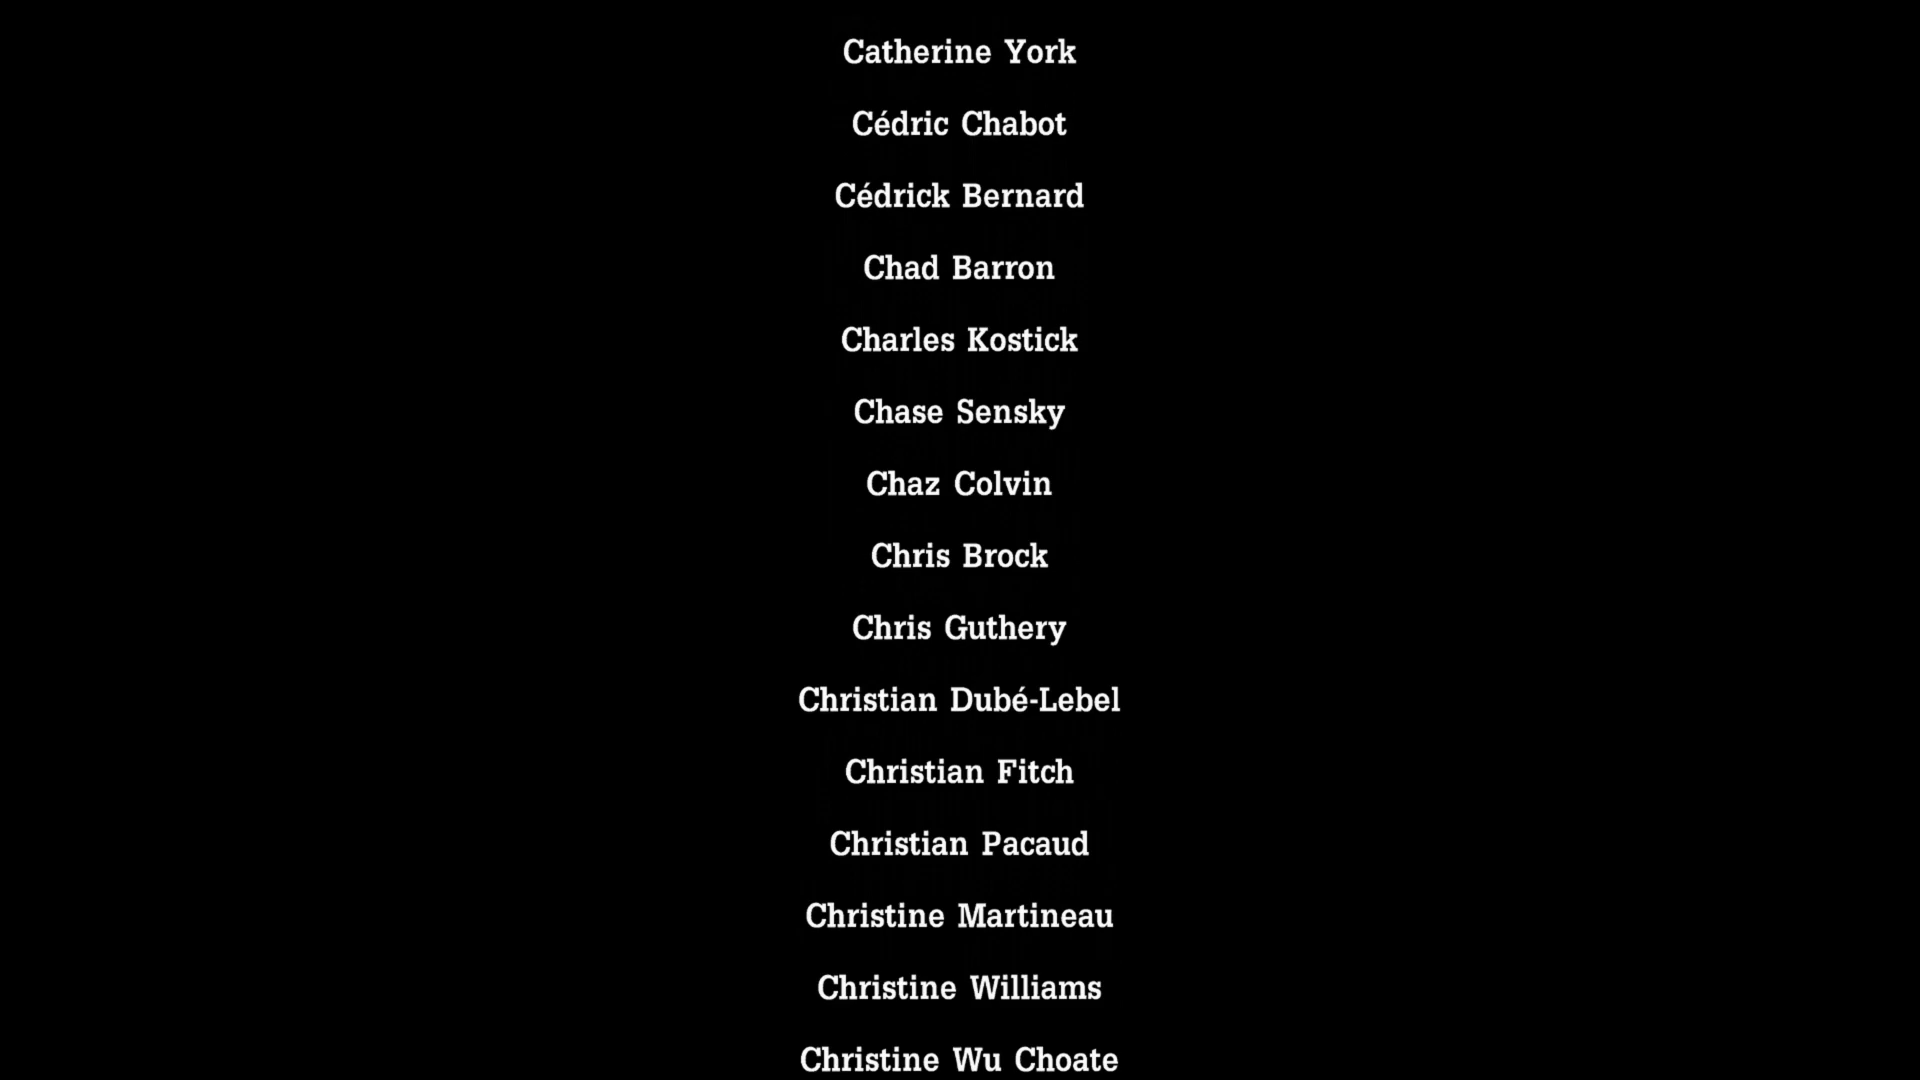 Catherine York
Cédric Chabot
Cédrick Bernard
Chad Barron
Charles Kostick
Chase Sensky
Chaz Colvin
Chris Brock
Chris Guthery
Christian Dubé-Lebel
Christian Fitch
Christian Pacaud
Christine Martineau
Christine Williams
Christine Wu Choate